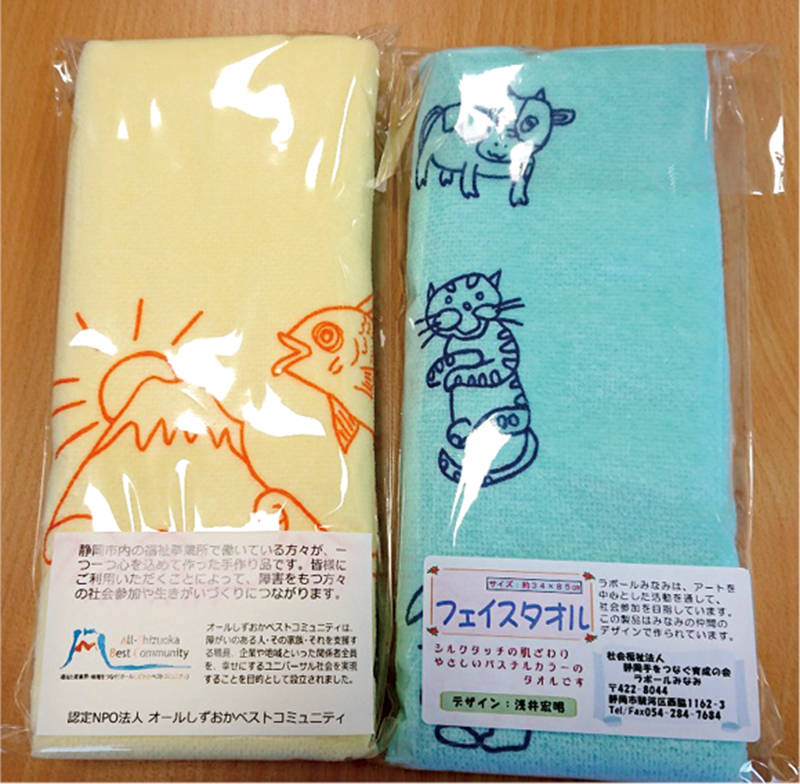 静岡市内の福祉事業所で働いている方々が、一
つ一つ心を込めて作った手作り品です。皆様に
ご利用いただくことによって、障害をもつ方々
の社会参加や生きがいづくりにつながります。
All-Shizuoka
Best Community
オールしずおかベストコミュニティは、
障がいのある人・その家族・それを支援す
る職員、企業や地域といった関係者全員
を、幸せにするユニバーサル社会を実現
することを目的として設立されました。
認定NPO法人 オールしずおかベストコミュニティ
サイズ：約34×85cm
フェイスタオル
シルクタッチの肌ざわり
やさしいパステルカラーの
タオルです
デザイン：浅井宏明
ラポールみなみは、アートを
中心とした活動を通して、
社会参加を目指しています。
この製品はみなみの仲間の
デザインで作られています。
社会福祉法人
静岡手をつなぐ育成の会
ラポールみなみ
〒422-8044
静岡市駿河区西脇1162-3
Tel/Fax054-284-7684